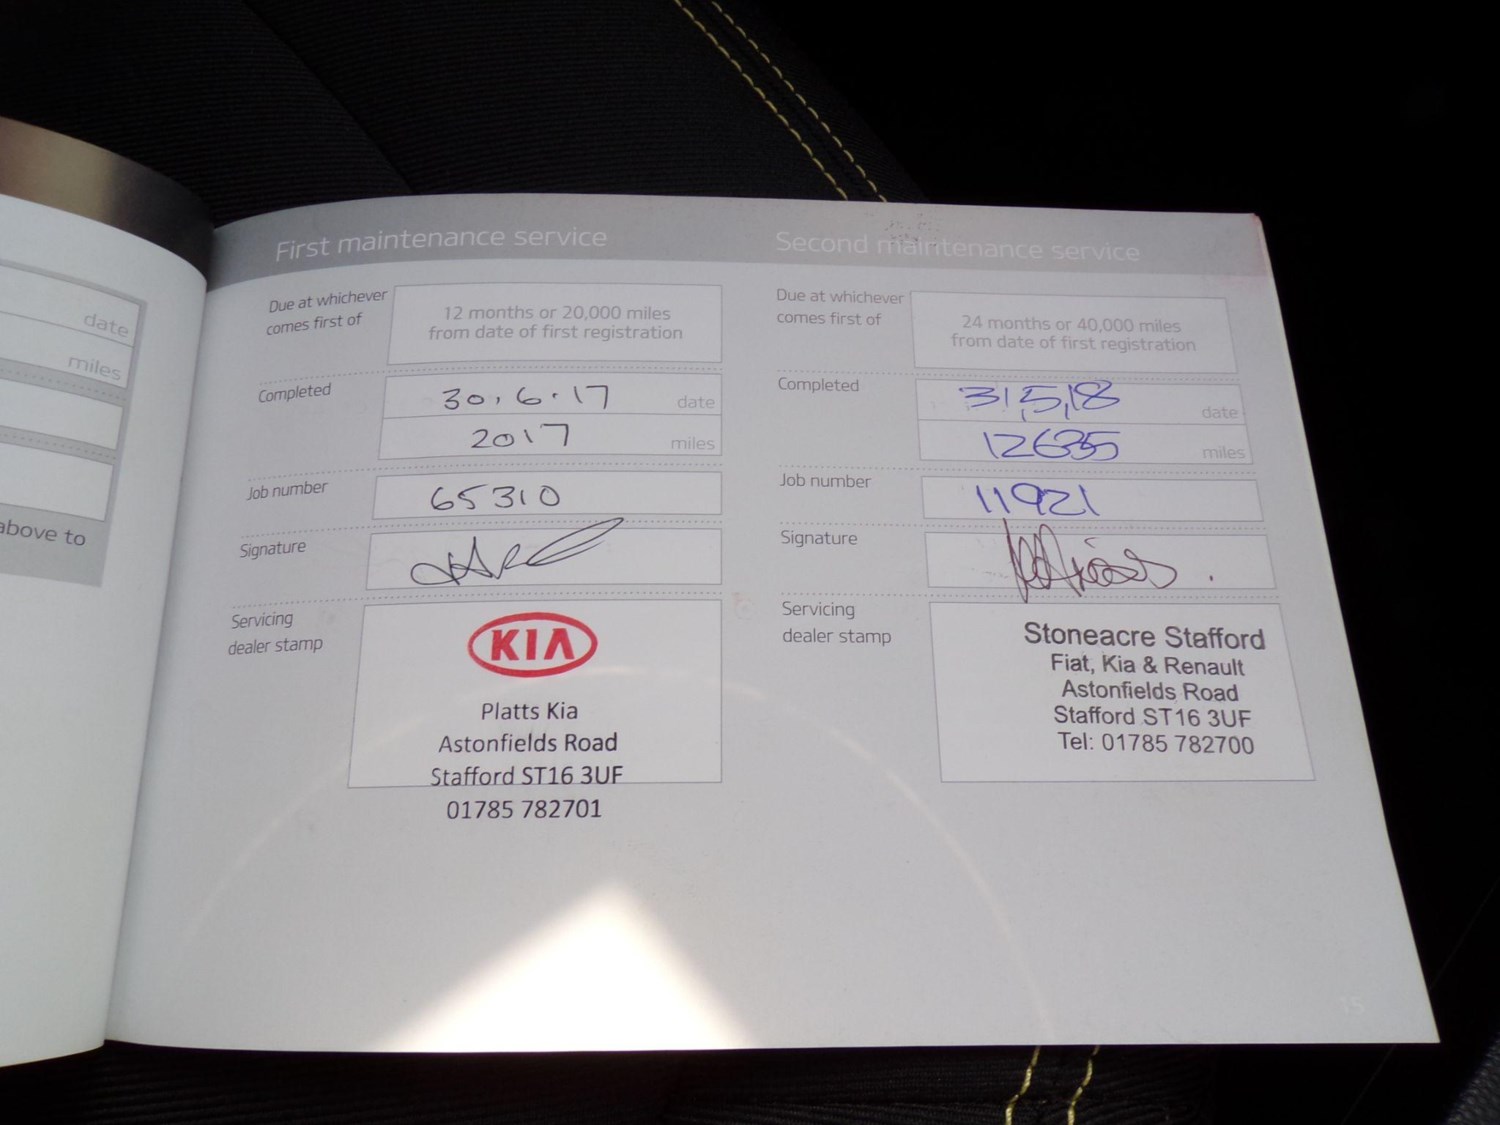 date
miles
above to
First maintenance service
Due at whichever
comes first of
12 months or 20,000 miles
from date of first registration
Completed
30.6.17 date
2017 miles
Job number
65310
Signature
Servicing
dealer stamp
KIA
Platts Kia
Astonfields Road
Stafford ST16 3UF
01785 782701
Second maintenance service
Due at whichever
comes first of
24 months or 40,000 miles
from date of first registration
Completed
31,5,18 date
12635 miles
Job number
11921
Signature
Servicing
dealer stamp
Stoneacre Stafford
Fiat, Kia & Renault
Astonfields Road
Stafford ST16 3UF
Tel: 01785 782700
15